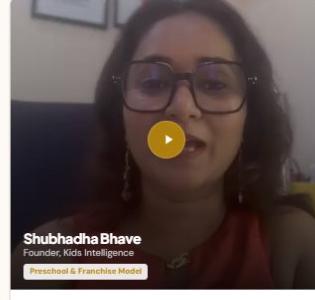 Shubhadha Bhave
Founder, Kids Intelligence
Preschool & Franchise Model